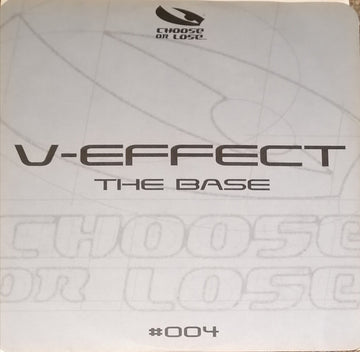 CHOOSE
OR LOSE
V-EFFECT
THE BASE
CHOOSE
OR LOSE
#004